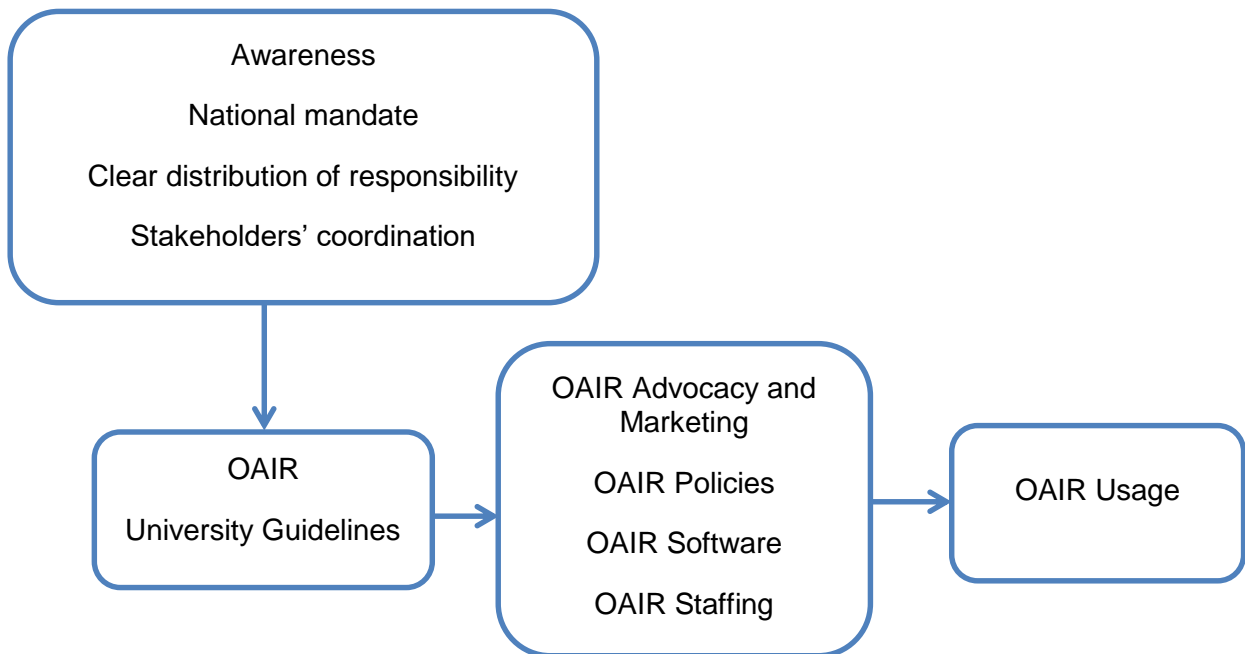 Awareness
National mandate
Clear distribution of responsibility
Stakeholders’ coordination
OAIR
University Guidelines
OAIR Advocacy and
Marketing
OAIR Policies
OAIR Software
OAIR Staffing
OAIR Usage